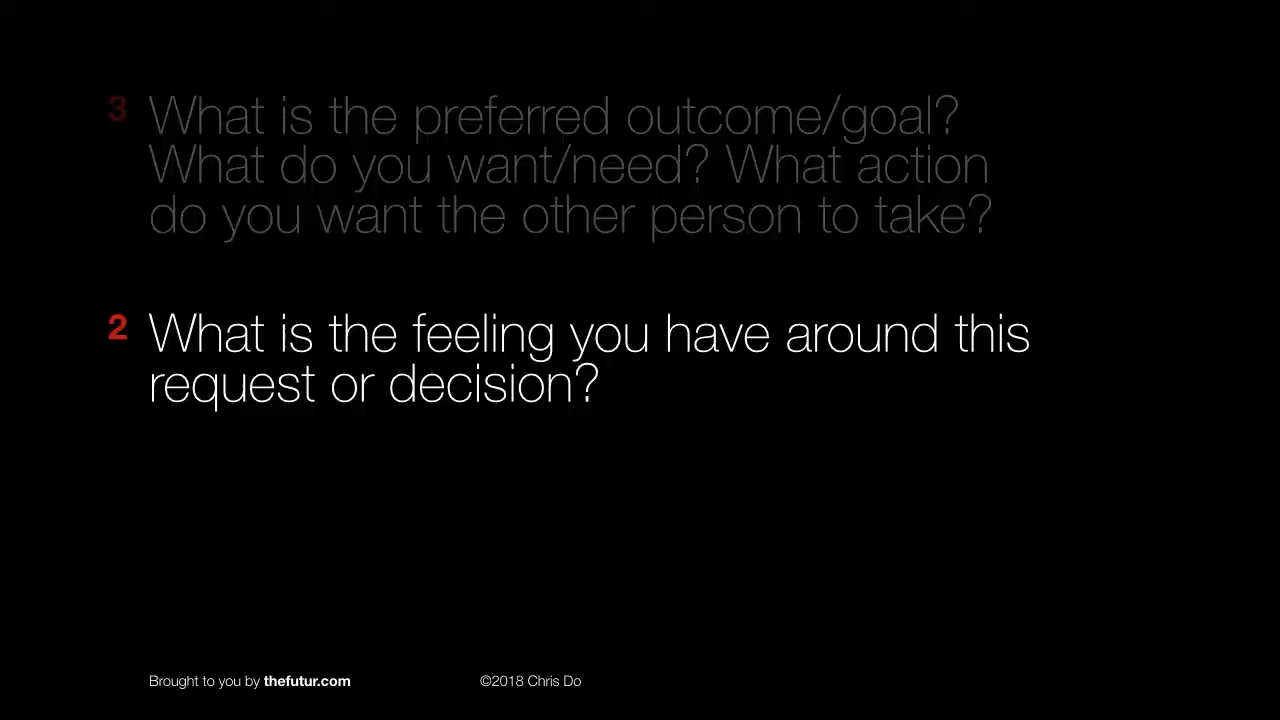 3 What is the preferred outcome/goal?
What do you want/need? What action
do you want the other person to take?
2 What is the feeling you have around this
request or decision?
Brought to you by thefutur.com ©2018 Chris Do